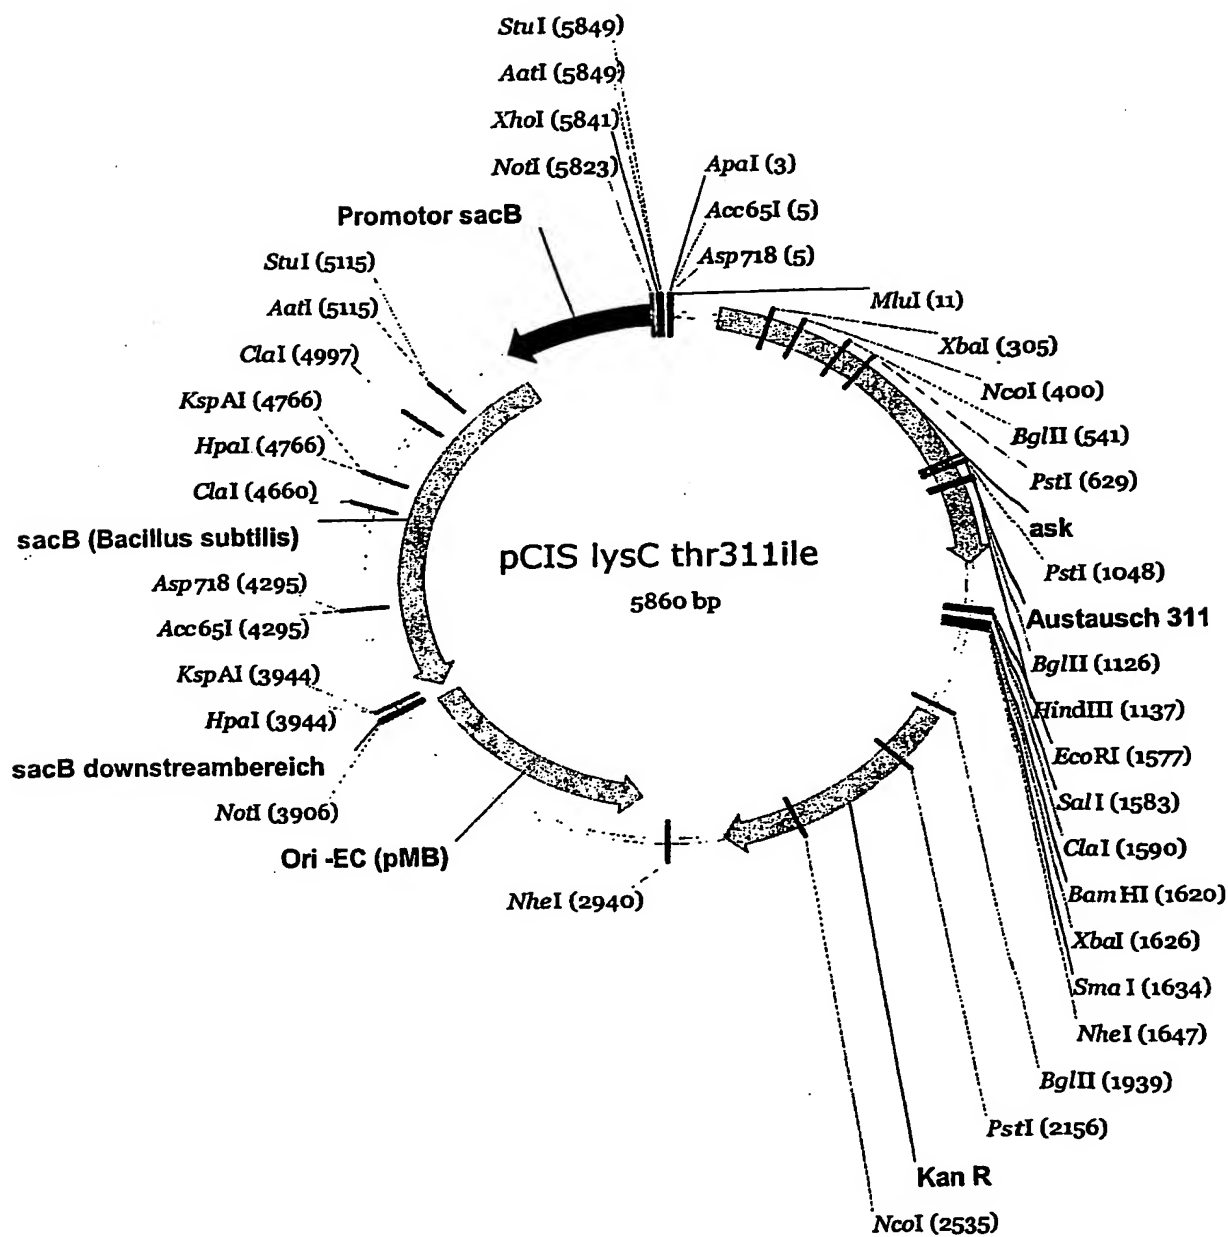 StuI (5849)
AatI (5849)
XhoI (5841)
NotI (5823)
ApaI (3)
Acc65I (5)
Asp718 (5)
MluI (11)
XbaI (305)
NcoI (400)
BglII (541)
PstI (629)
ask
PstI (1048)
Austausch 311
BglII (1126)
HindIII (1137)
EcoRI (1577)
SalI (1583)
ClaI (1590)
BamHI (1620)
XbaI (1626)
SmaI (1634)
NheI (1647)
BglII (1939)
PstI (2156)
Kan R
NcoI (2535)
NheI (2940)
Ori -EC (pMB)
NotI (3906)
sacB downstreambereich
HpaI (3944)
KspAI (3944)
Acc65I (4295)
Asp718 (4295)
sacB (Bacillus subtilis)
ClaI (4660)
HpaI (4766)
KspAI (4766)
ClaI (4997)
AatI (5115)
StuI (5115)
Promotor sacB
pCIS lysC thr311ile
5860 bp